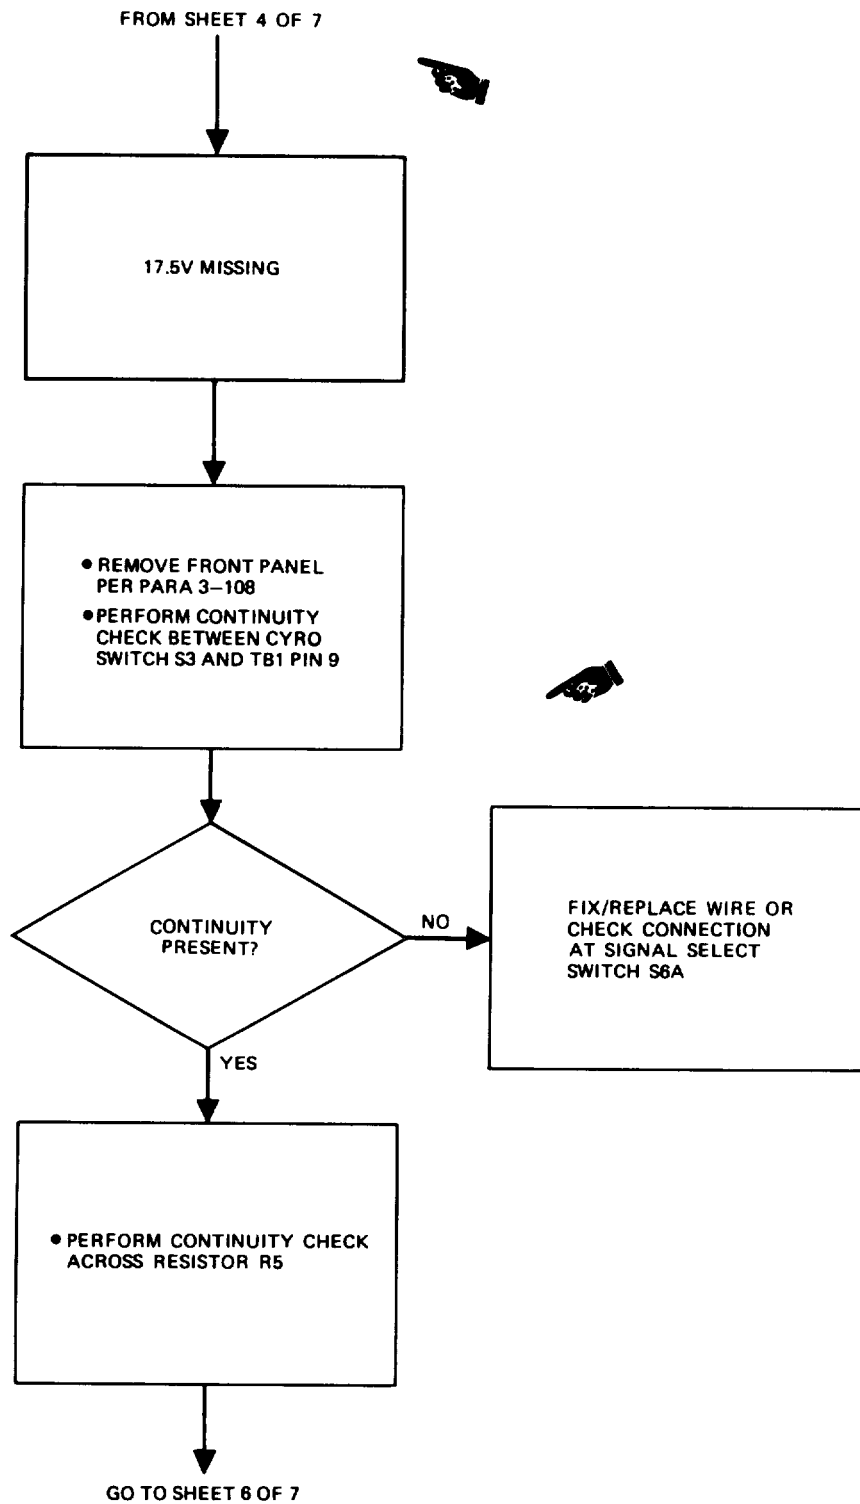 FROM SHEET 4 OF 7
17.5V MISSING
● REMOVE FRONT PANEL
PER PARA 3–108
● PERFORM CONTINUITY
CHECK BETWEEN CYRO
SWITCH S3 AND TB1 PIN 9
CONTINUITY
PRESENT?
NO
FIX/REPLACE WIRE OR
CHECK CONNECTION
AT SIGNAL SELECT
SWITCH S6A
YES
● PERFORM CONTINUITY CHECK
ACROSS RESISTOR R5
GO TO SHEET 6 OF 7